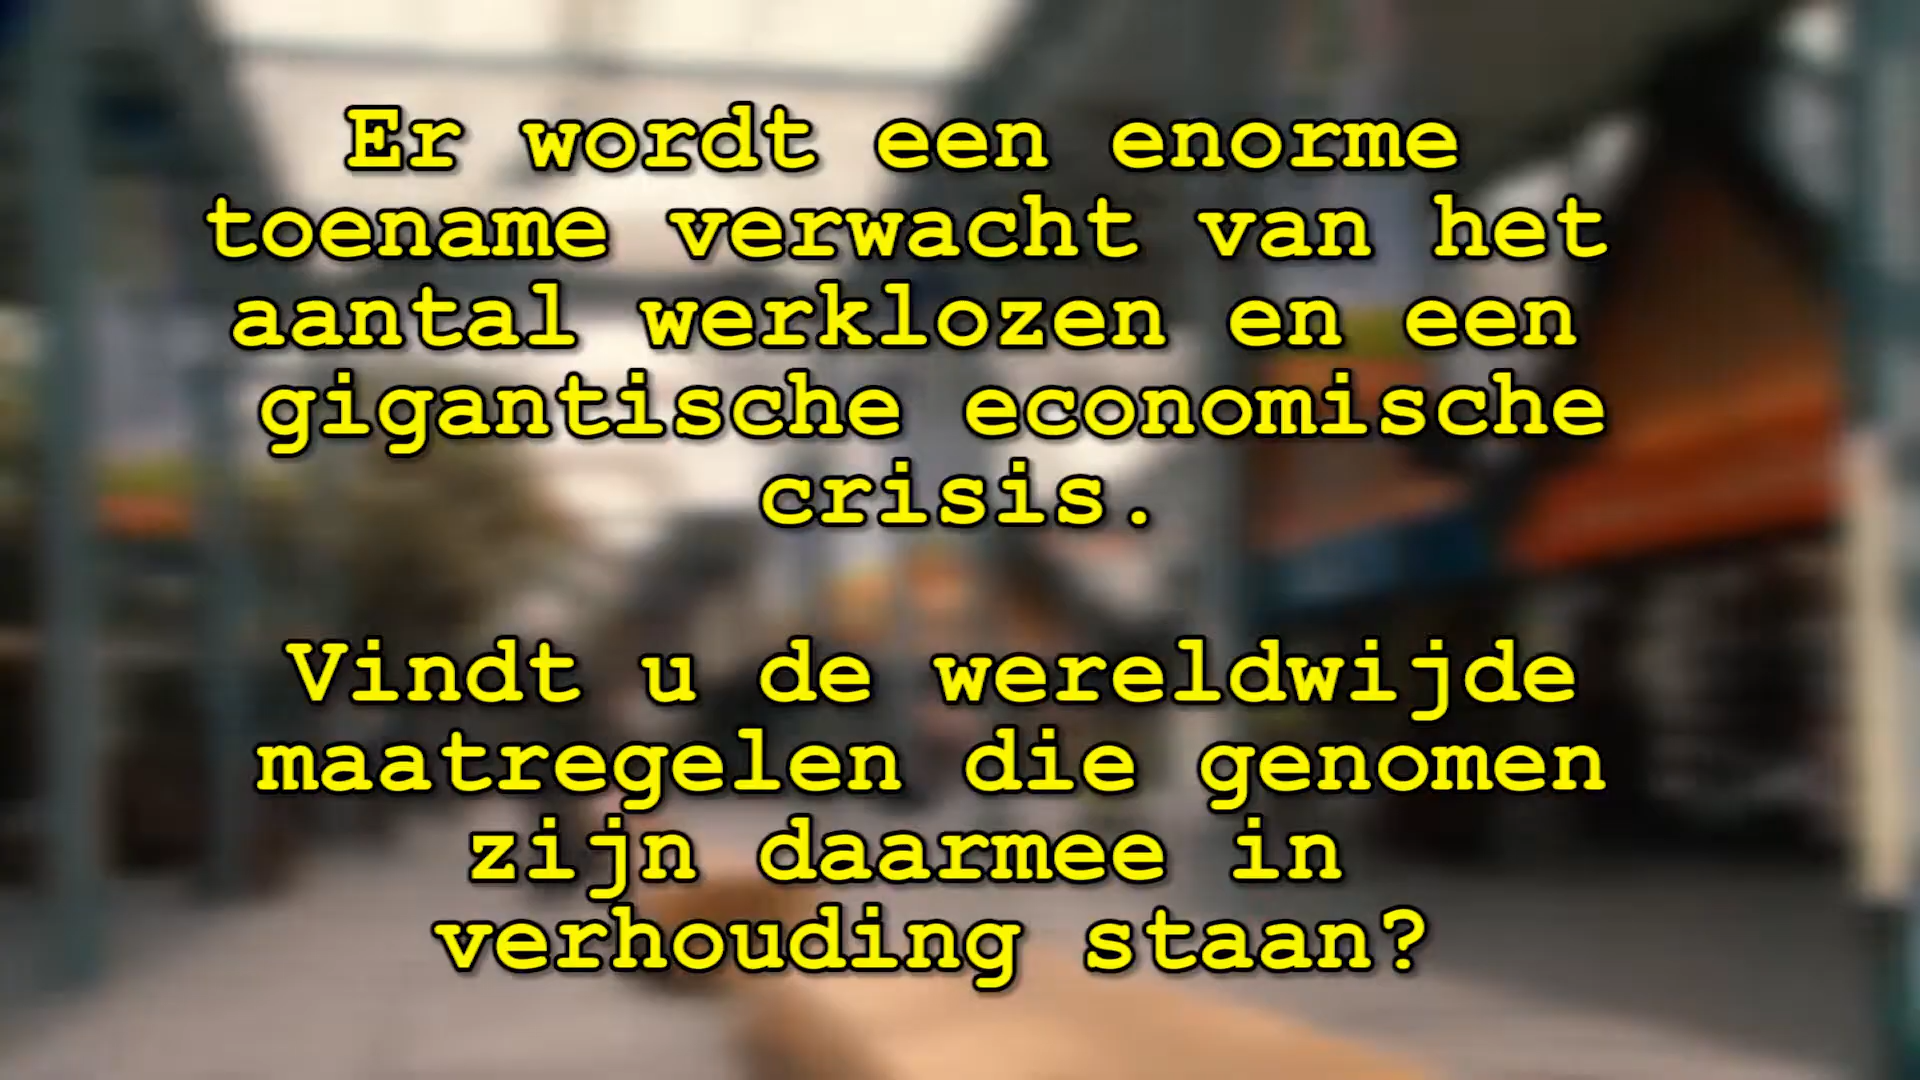 Er wordt een enorme
toename verwacht van het
aantal werklozen en een
gigantische economische
crisis.
Vindt u de wereldwijde
maatregelen die genomen
zijn daarmee in
verhouding staan?